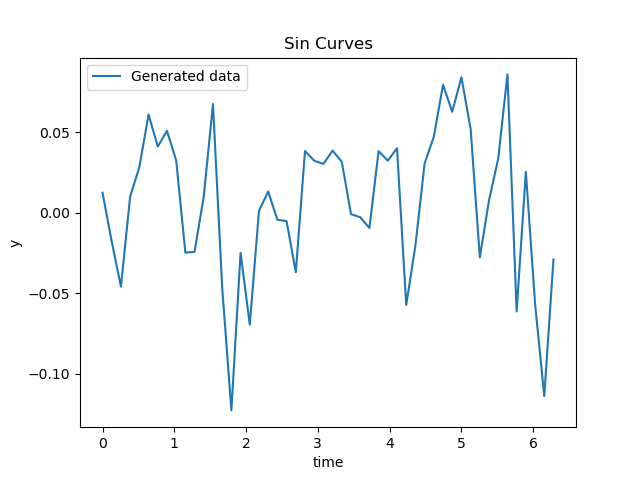 Sin Curves
Generated data
0.05
0.00
−0.05
−0.10
y
0 1 2 3 4 5 6
time